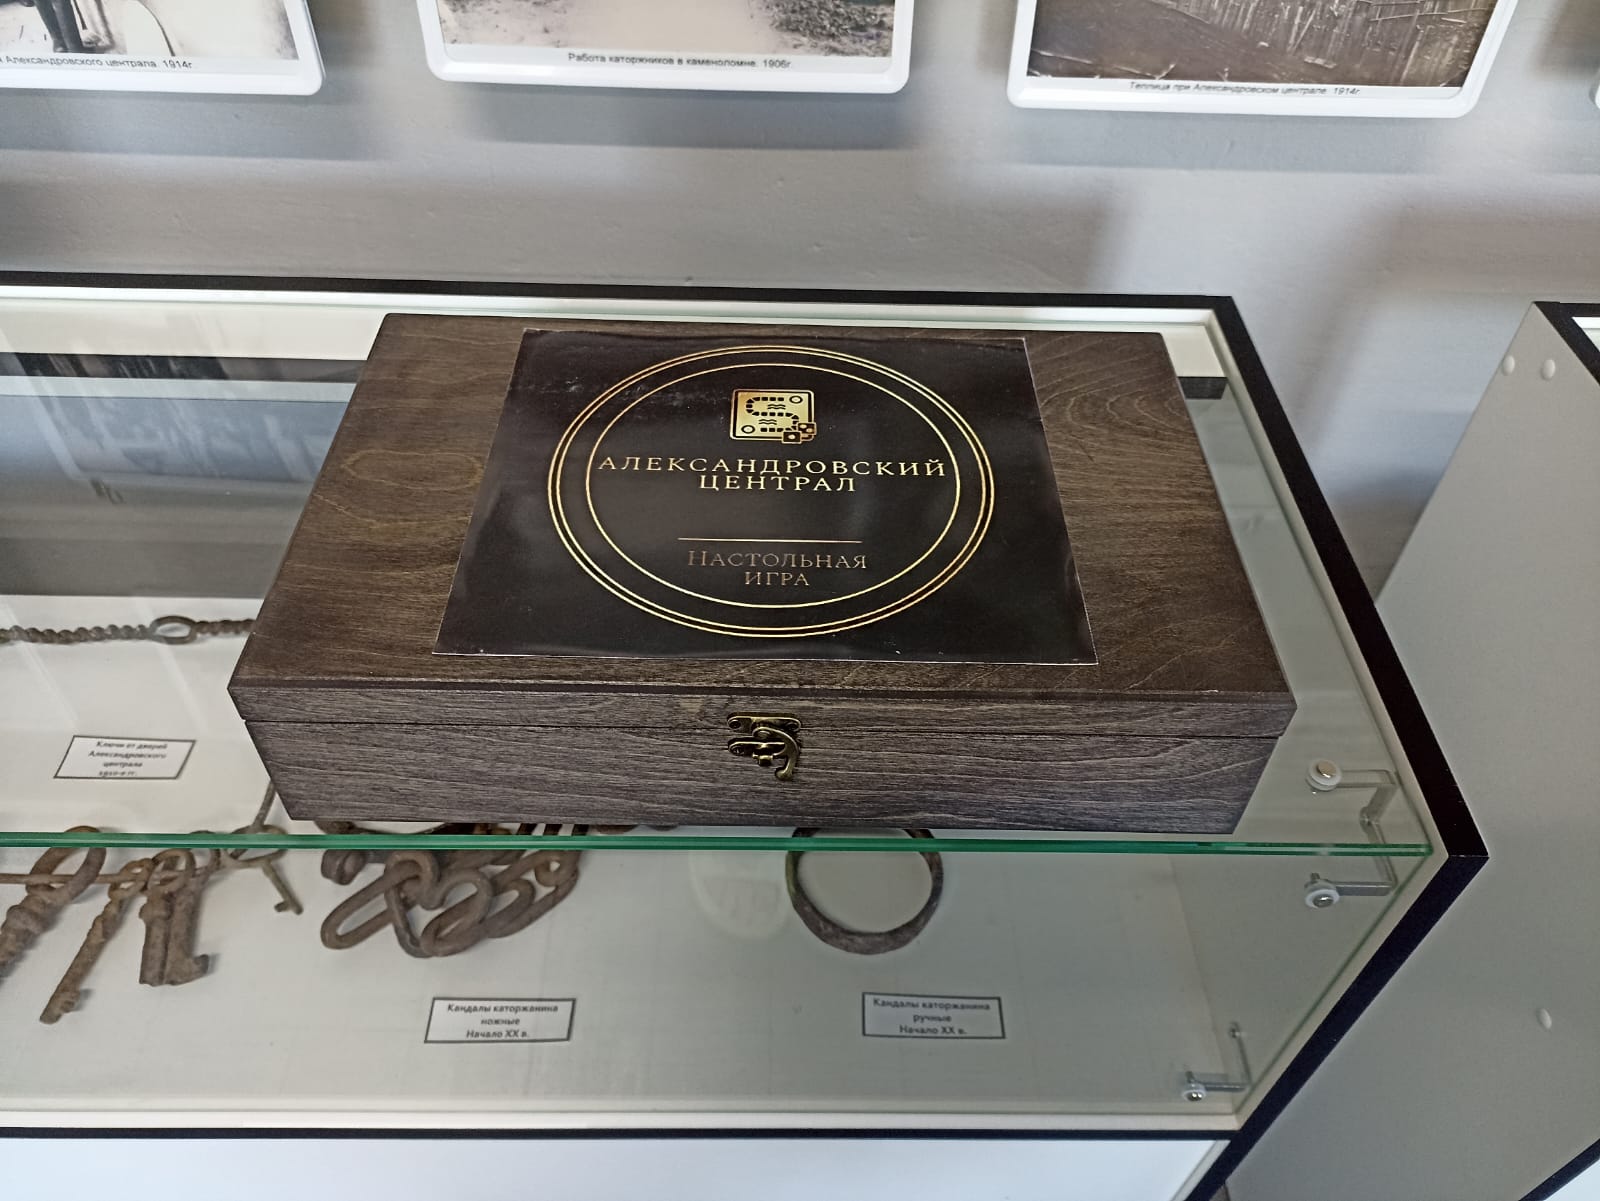 Александровского централа. 1914г
Работа каторжников в каменоломне. 1906г.
Теплица при Александровском централе. 1914г
АЛЕКСАНДРОВСКИЙ
ЦЕНТРАЛ
НАСТОЛЬНАЯ
ИГРА
Ключи от дверей
Александровского
централа
Кандалы каторжанина
ножные
Начало XX в.
Кандалы каторжанина
ручные
Начало XX в.